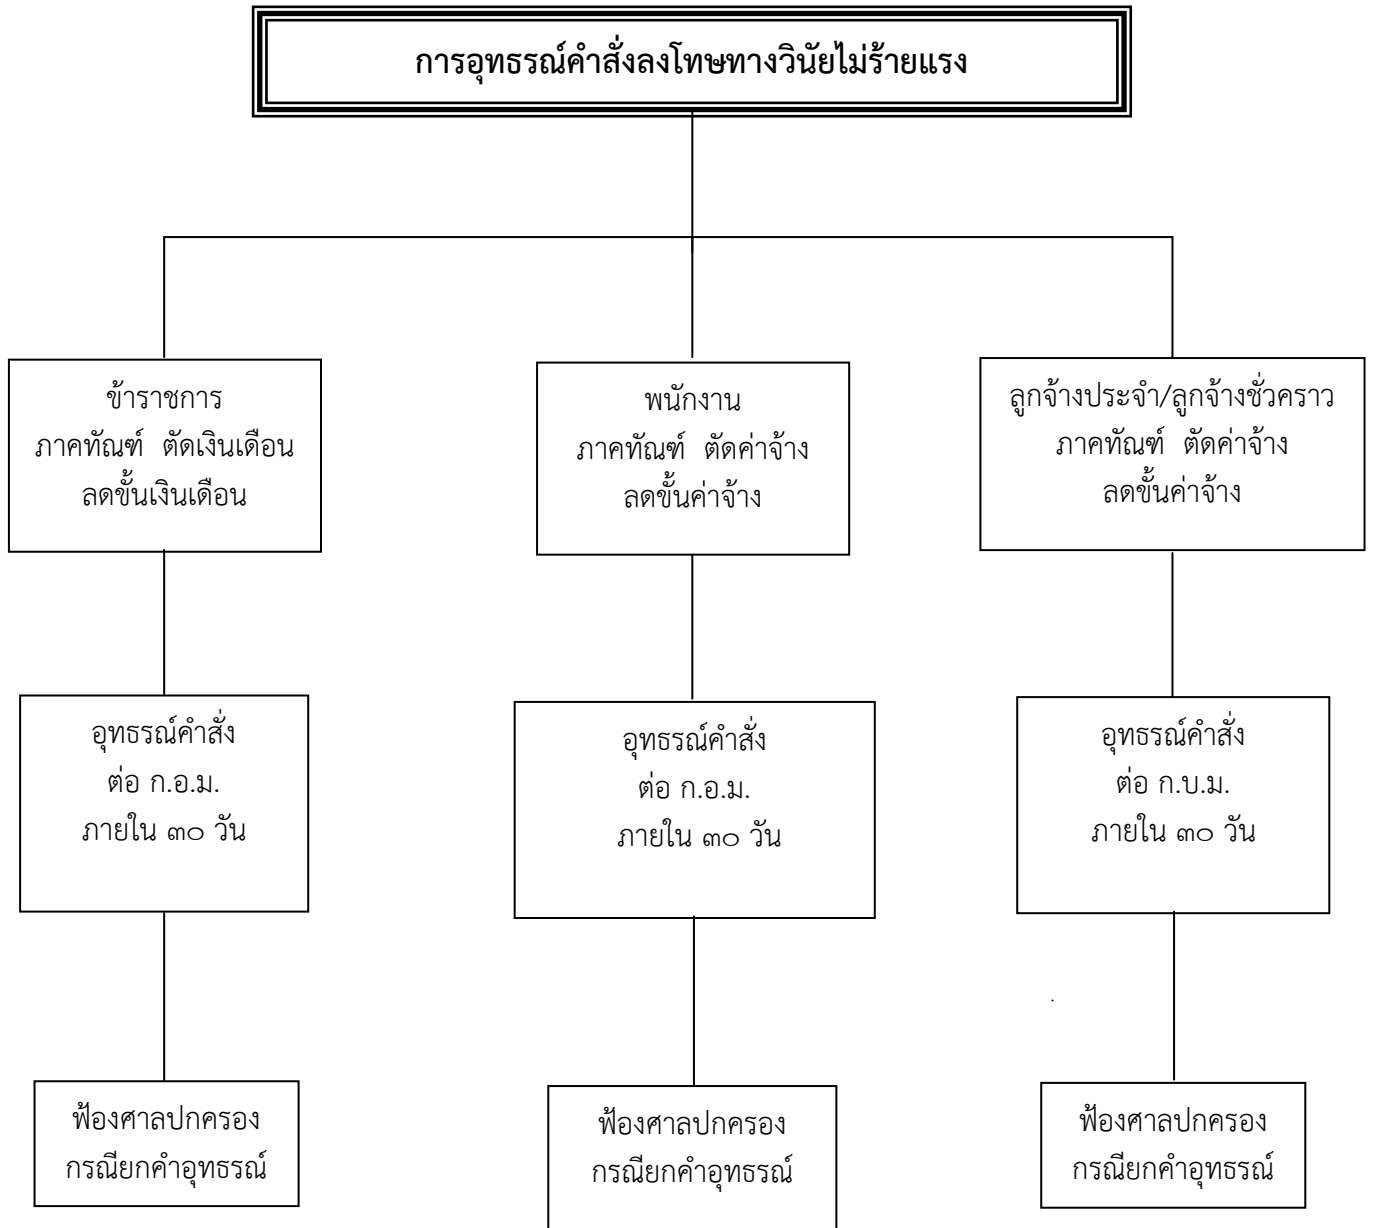 การอุทธรณ์คำสั่งลงโทษทางวินัยไม่ร้ายแรง
ข้าราชการ
ภาคทัณฑ์ ตัดเงินเดือน
ลดขั้นเงินเดือน
พนักงาน
ภาคทัณฑ์ ตัดค่าจ้าง
ลดขั้นค่าจ้าง
ลูกจ้างประจำ/ลูกจ้างชั่วคราว
ภาคทัณฑ์ ตัดค่าจ้าง
ลดขั้นค่าจ้าง
อุทธรณ์คำสั่ง
ต่อ ก.อ.ม.
ภายใน ๓๐ วัน
อุทธรณ์คำสั่ง
ต่อ ก.อ.ม.
ภายใน ๓๐ วัน
อุทธรณ์คำสั่ง
ต่อ ก.บ.ม.
ภายใน ๓๐ วัน
ฟ้องศาลปกครอง
กรณียกคำอุทธรณ์
ฟ้องศาลปกครอง
กรณียกคำอุทธรณ์
ฟ้องศาลปกครอง
กรณียกคำอุทธรณ์